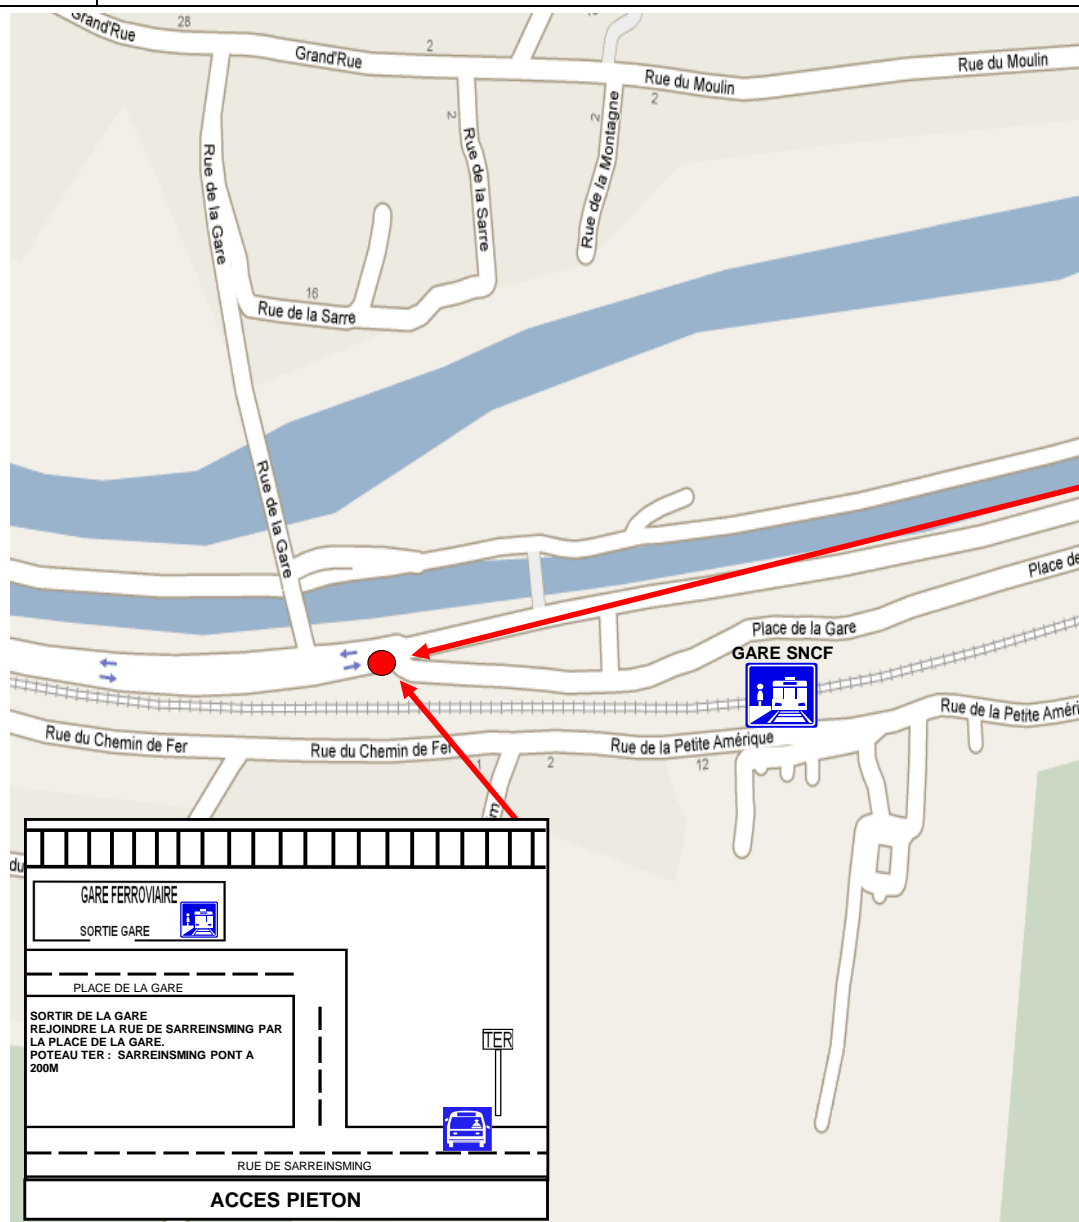 Grand'Rue
28
Grand'Rue
2
Rue du Moulin
2
Rue du Moulin
Rue de la Gare
2
Rue de la Sarre
2
Rue de la Montagne
16
Rue de la Sarre
Rue de la Gare
Place de
Place de la Gare
GARE SNCF
Rue du Chemin de Fer
Rue du Chemin de Fer
1
2
Rue de la Petite Amérique
12
Rue de la Petite Améri
m
du
GARE FERROVIAIRE
SORTIE GARE
PLACE DE LA GARE
SORTIR DE LA GARE
REJOINDRE LA RUE DE SARREINSMING PAR
LA PLACE DE LA GARE.
POTEAU TER : SARREINSMING PONT A
200M
TER
RUE DE SARREINSMING
ACCES PIETON